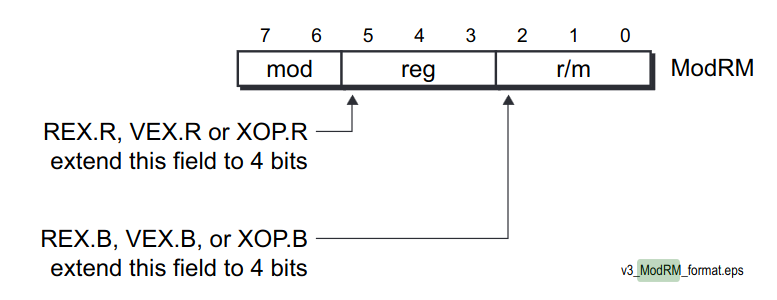 7 6 5 4 3 2 1 0
mod reg r/m ModRM
REX.R, VEX.R or XOP.R
extend this field to 4 bits
REX.B, VEX.B, or XOP.B
extend this field to 4 bits
v3_ModRM_format.eps